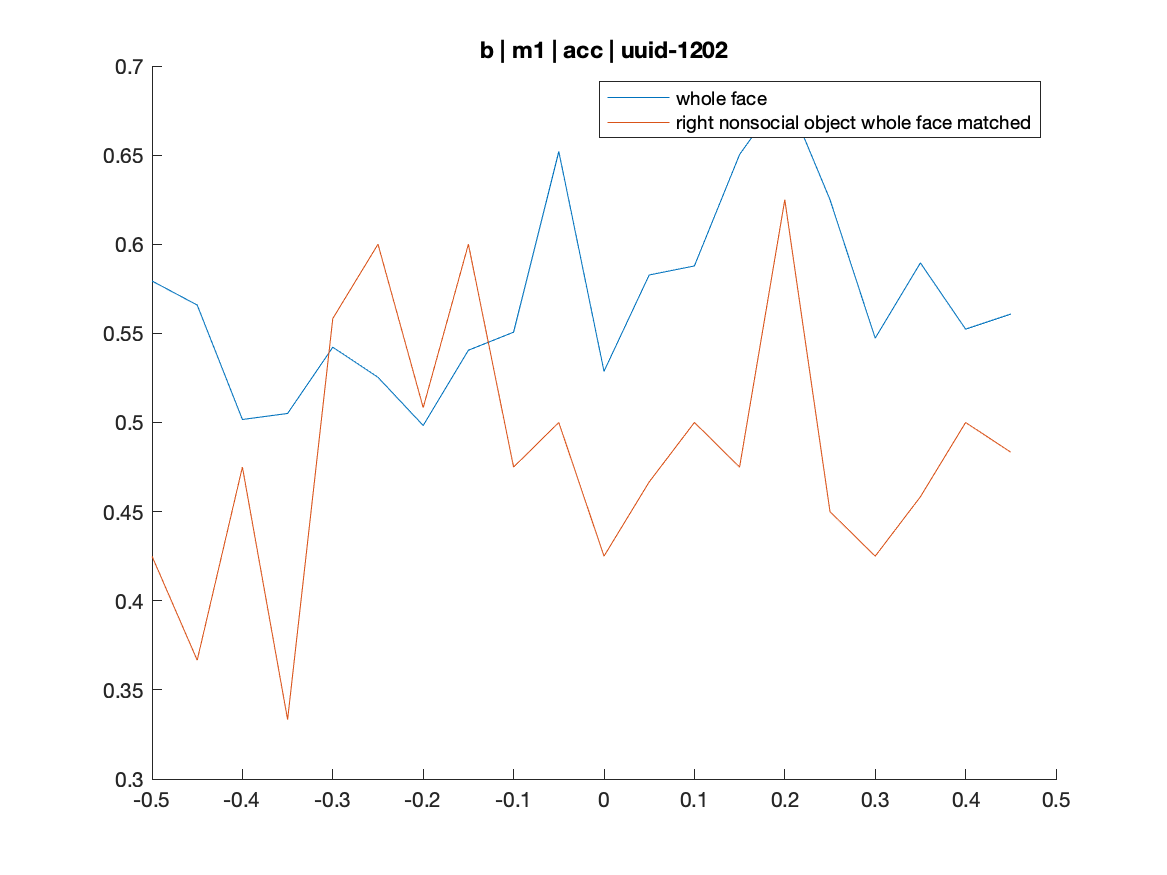 b | m1 | acc | uuid-1202
whole face
right nonsocial object whole face matched
0.7
0.65
0.6
0.55
0.5
0.45
0.4
0.35
0.3
-0.5 -0.4 -0.3 -0.2 -0.1 0 0.1 0.2 0.3 0.4 0.5